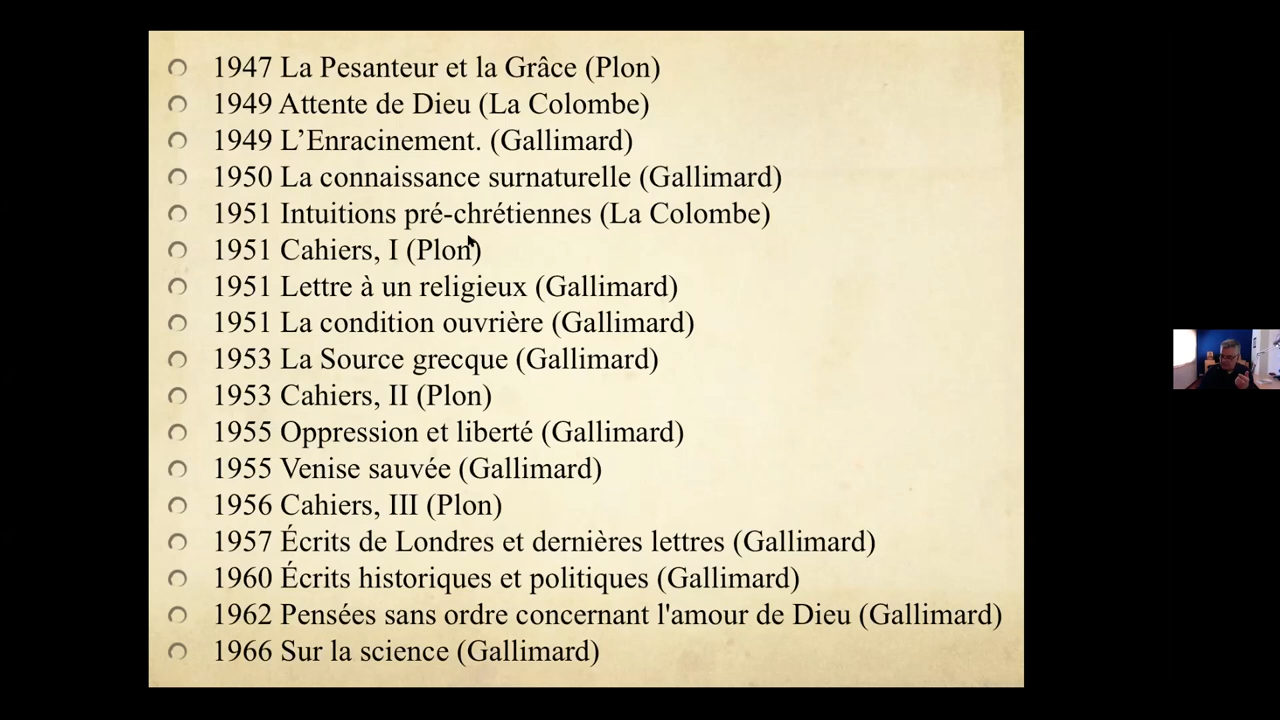 1947 La Pesanteur et la Grâce (Plon)
1949 Attente de Dieu (La Colombe)
1949 L’Enracinement. (Gallimard)
1950 La connaissance surnaturelle (Gallimard)
1951 Intuitions pré-chrétiennes (La Colombe)
1951 Cahiers, I (Plon)
1951 Lettre à un religieux (Gallimard)
1951 La condition ouvrière (Gallimard)
1953 La Source grecque (Gallimard)
1953 Cahiers, II (Plon)
1955 Oppression et liberté (Gallimard)
1955 Venise sauvée (Gallimard)
1956 Cahiers, III (Plon)
1957 Écrits de Londres et dernières lettres (Gallimard)
1960 Écrits historiques et politiques (Gallimard)
1962 Pensées sans ordre concernant l'amour de Dieu (Gallimard)
1966 Sur la science (Gallimard)